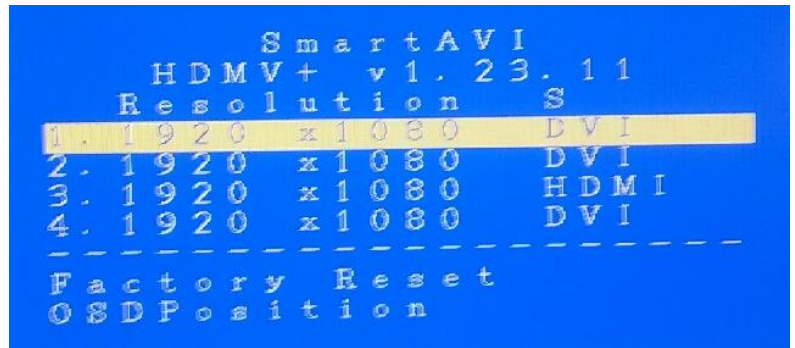 SmartAVI
HDMV+ v1.23.11
Resolution S
1. 1920 x1080 DVI
2. 1920 x1080 DVI
3. 1920 x1080 HDMI
4. 1920 x1080 DVI
--------------------
Factory Reset
OSDPosition